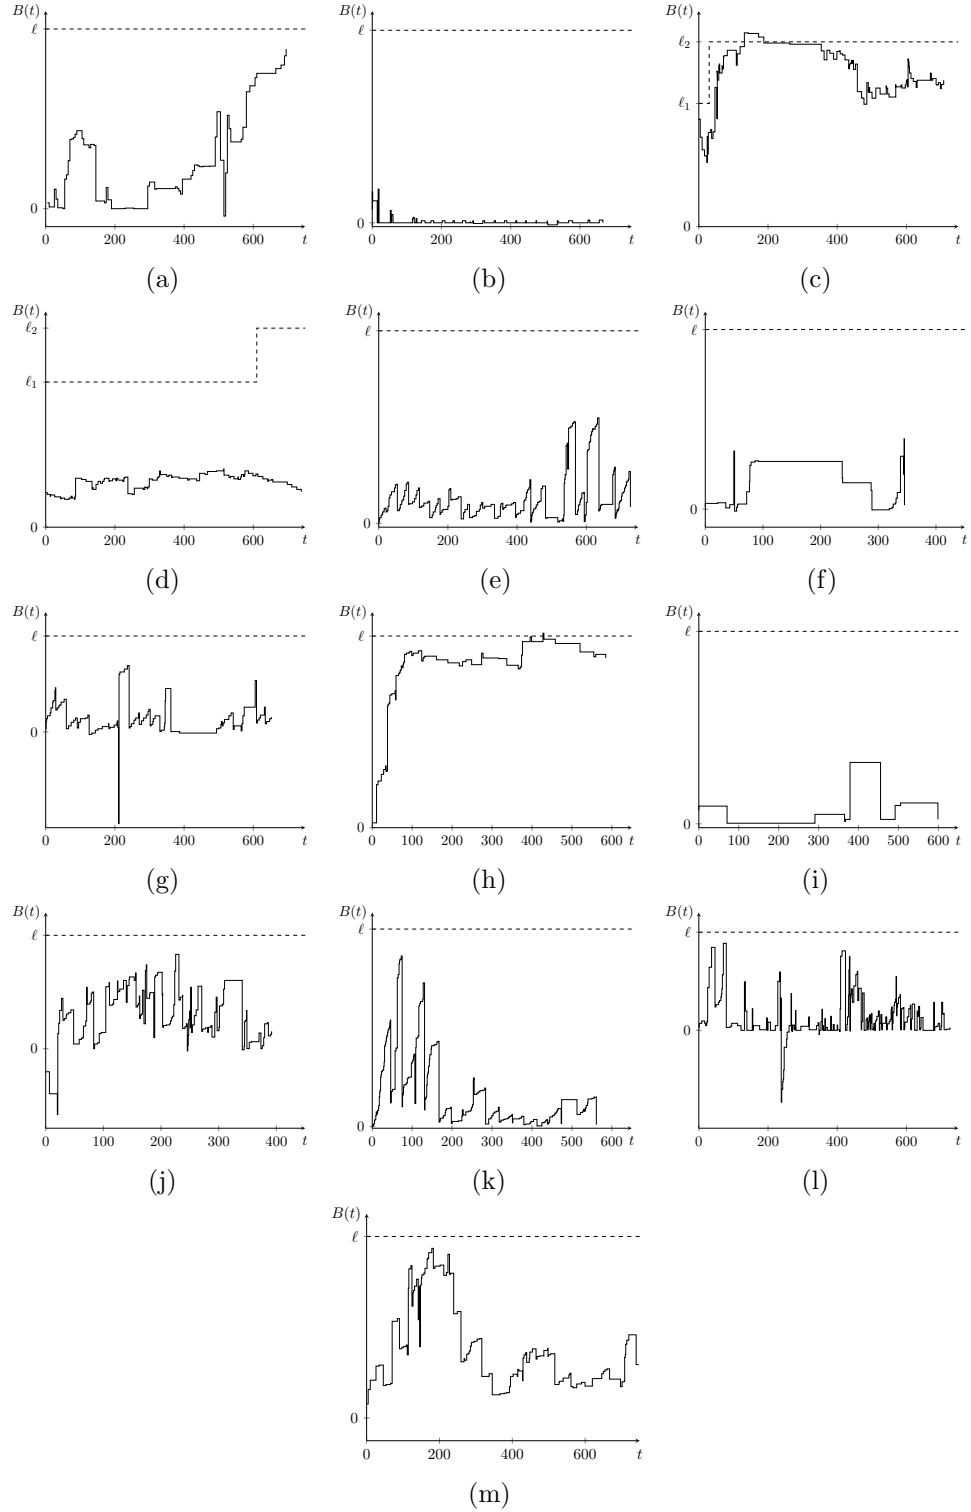 B(t) B(t) B(t)
ℓ ℓ ℓ₂
ℓ₁
0 0 0
0 200 400 600 t 0 200 400 600 t 0 200 400 600 t
(a) (b) (c)
B(t) B(t) B(t)
ℓ₂ ℓ ℓ
ℓ₁
0 0 0
0 200 400 600 t 0 200 400 600 t 0 100 200 300 400 t
(d) (e) (f)
B(t) B(t) B(t)
ℓ ℓ ℓ
0 0 0
0 200 400 600 t 0 100 200 300 400 500 600 t 0 100 200 300 400 500 600 t
(g) (h) (i)
B(t) B(t) B(t)
ℓ ℓ ℓ
0 0 0
0 100 200 300 400 t 0 100 200 300 400 500 600 t 0 200 400 600 t
(j) (k) (l)
B(t)
ℓ
0
0 200 400 600 t
(m)